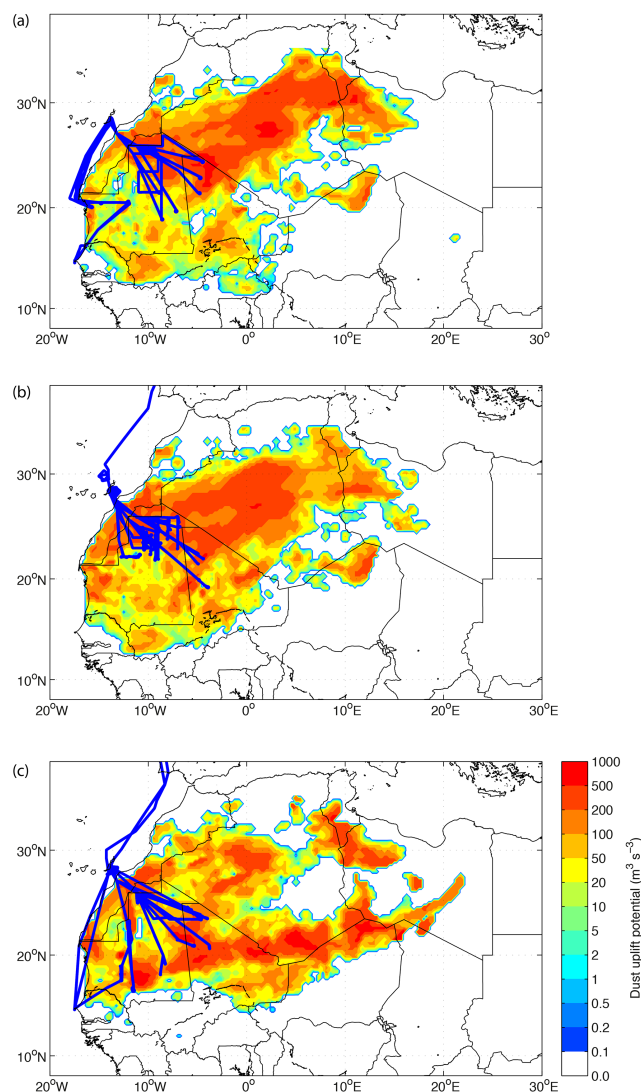 (a)
30°N
20°N
10°N
20°W 10°W 0° 10°E 20°E 30°
(b)
30°N
20°N
10°N
20°W 10°W 0° 10°E 20°E 30°E
(c)
30°N
20°N
10°N
20°W 10°W 0° 10°E 20°E 30°E
1000
500
200
100
50
20
10
5
2
1
0.5
0.2
0.1
0.0
Dust uplift potential (m³ s⁻³)